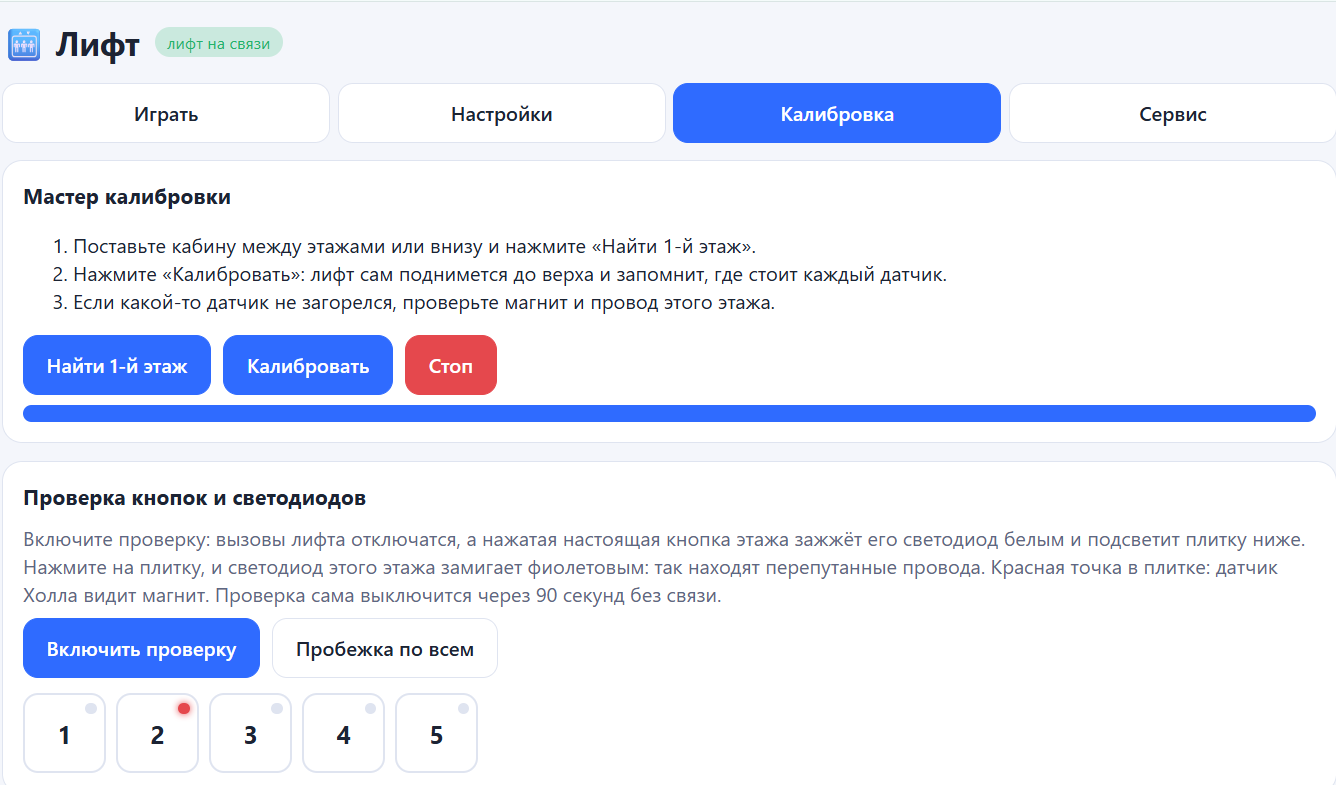 Лифт лифт на связи
Играть Настройки Калибровка Сервис
Мастер калибровки
1. Поставьте кабину между этажами или внизу и нажмите «Найти 1-й этаж».
2. Нажмите «Калибровать»: лифт сам поднимется до верха и запомнит, где стоит каждый датчик.
3. Если какой-то датчик не загорелся, проверьте магнит и провод этого этажа.
Найти 1-й этаж Калибровать Стоп
Проверка кнопок и светодиодов
Включите проверку: вызовы лифта отключатся, а нажатая настоящая кнопка этажа зажжёт его светодиод белым и подсветит плитку ниже.
Нажмите на плитку, и светодиод этого этажа замигает фиолетовым: так находят перепутанные провода. Красная точка в плитке: датчик
Холла видит магнит. Проверка сама выключится через 90 секунд без связи.
Включить проверку Пробежка по всем
1 2 3 4 5